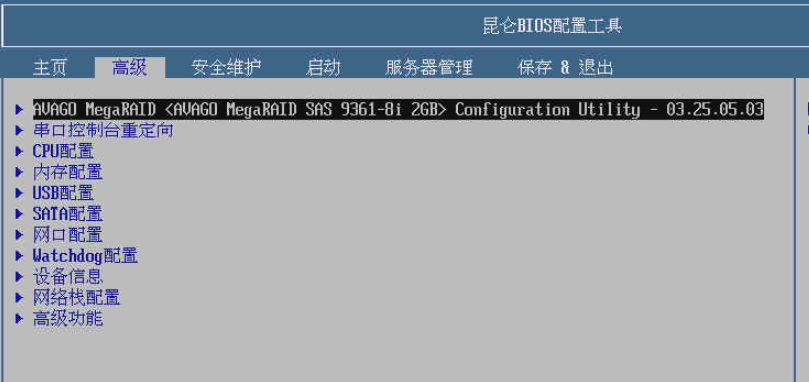 昆仑BIOS配置工具
主页 高级 安全维护 启动 服务器管理 保存 & 退出
AVAGO MegaRAID <AVAGO MegaRAID SAS 9361-8i 2GB> Configuration Utility - 03.25.05.03
串口控制台重定向
CPU配置
内存配置
USB配置
SATA配置
网口配置
Watchdog配置
设备信息
网络栈配置
高级功能